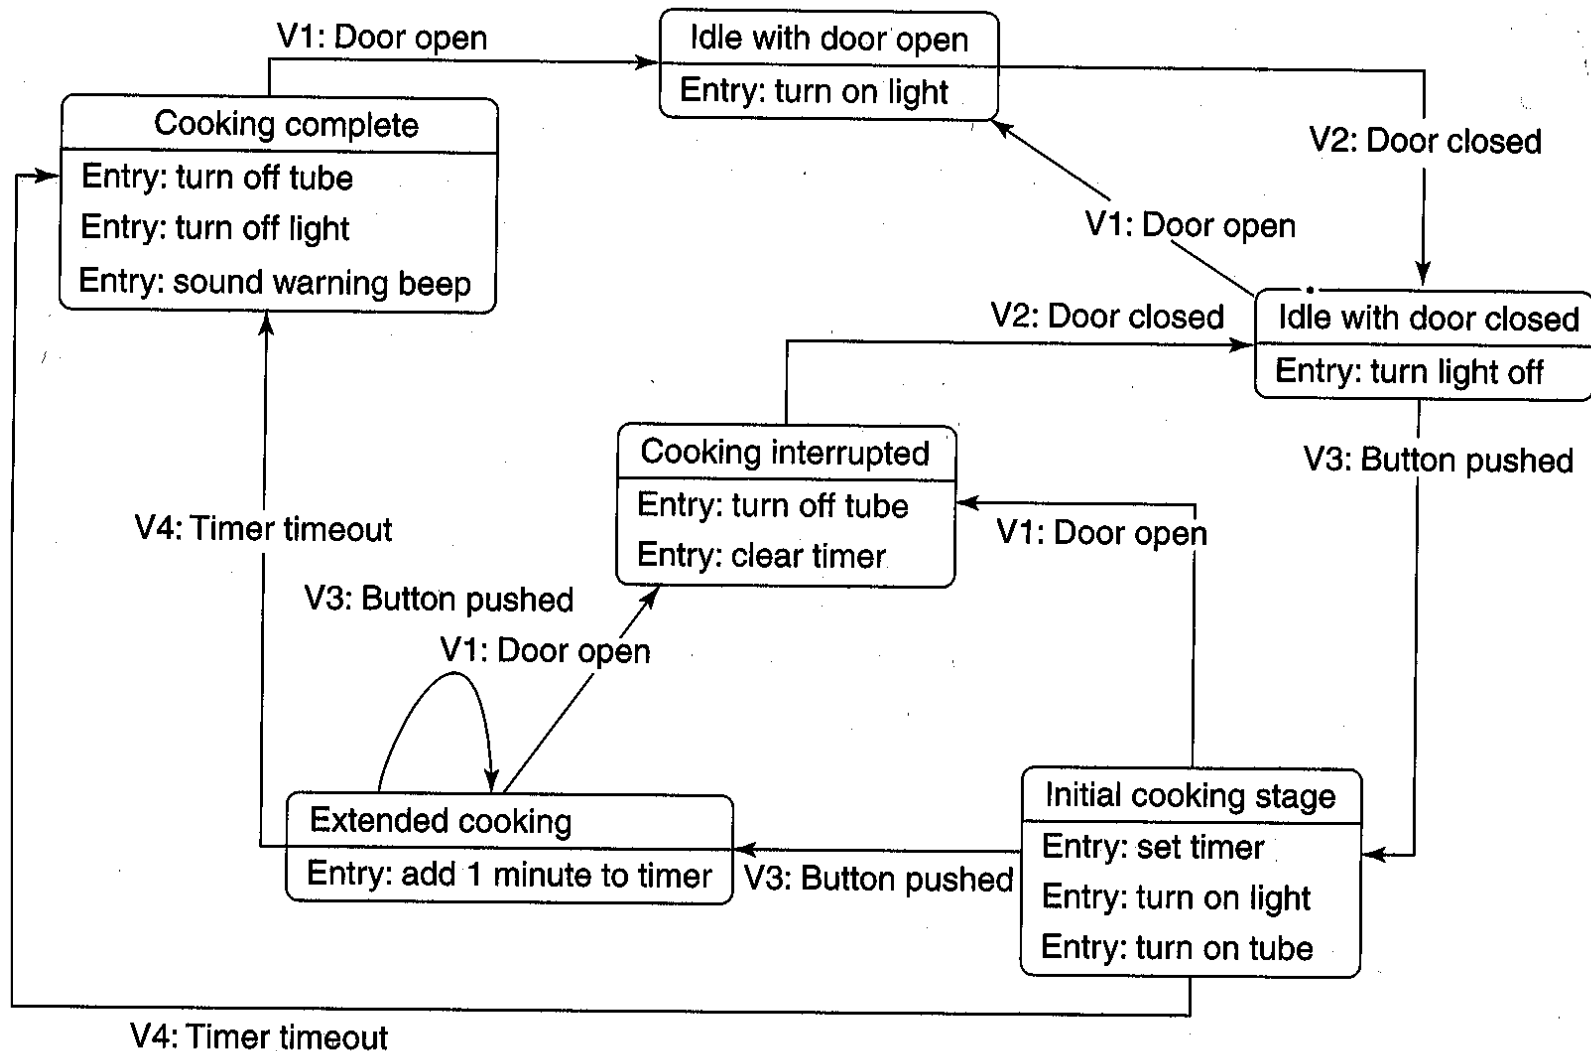 V1: Door open
Idle with door open
Entry: turn on light
Cooking complete
Entry: turn off tube
Entry: turn off light
Entry: sound warning beep
V2: Door closed
V1: Door open
V2: Door closed
Idle with door closed
Entry: turn light off
V3: Button pushed
Cooking interrupted
Entry: turn off tube
Entry: clear timer
V1: Door open
V4: Timer timeout
V3: Button pushed
V1: Door open
Extended cooking
Entry: add 1 minute to timer
V3: Button pushed
Initial cooking stage
Entry: set timer
Entry: turn on light
Entry: turn on tube
V4: Timer timeout